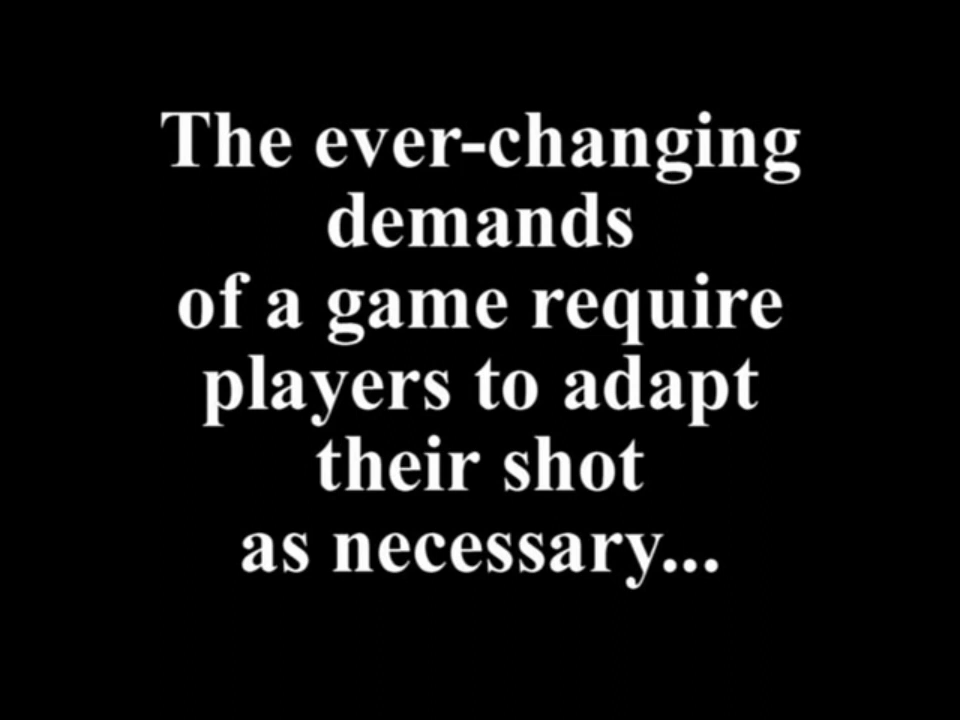 The ever-changing
demands
of a game require
players to adapt
their shot
as necessary...